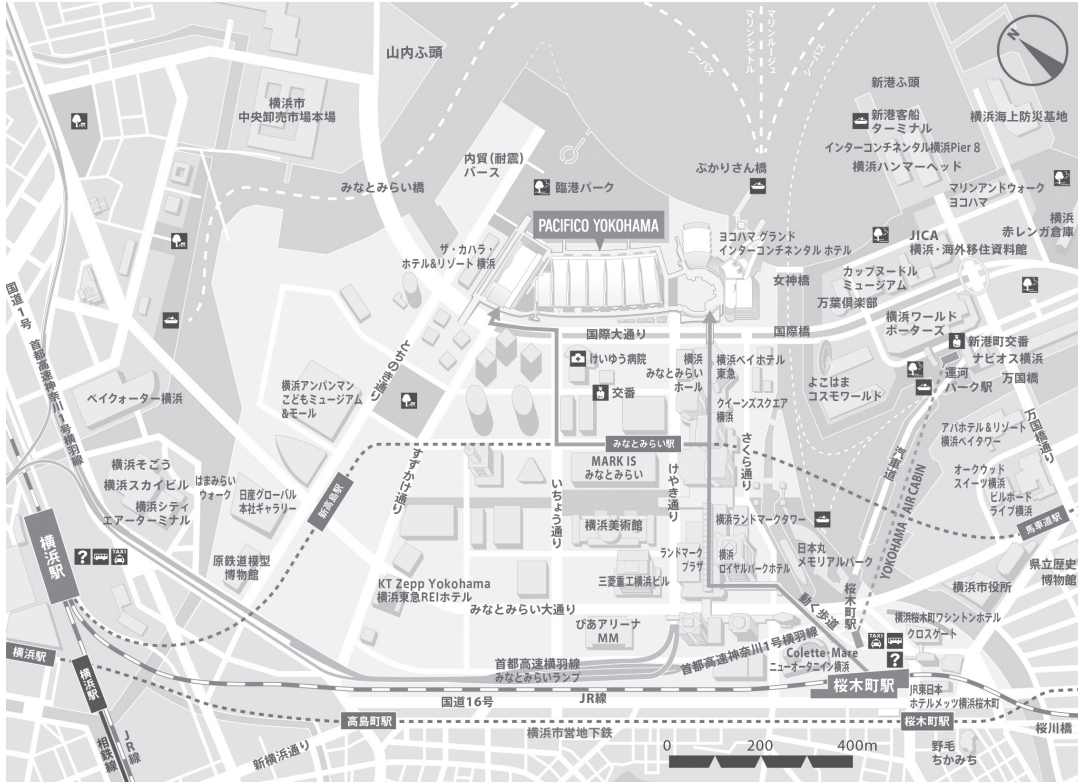 山内ふ頭
マリンシャトル
マリンルージュ
シーバス
シーバス
N
横浜市
中央卸売市場本場
新港ふ頭
新港客船
ターミナル
横浜海上防災基地
インターコンチネンタル横浜Pier 8
横浜ハンマーヘッド
内貿(耐震)
バース
みなとみらい橋
臨港パーク
ぷかりさん橋
マリンアンドウォーク
ヨコハマ
横浜
赤レンガ倉庫
PACIFICO YOKOHAMA
ザ・カハラ・
ホテル&リゾート 横浜
ヨコハマ グランド
インターコンチネンタル ホテル
JICA
横浜・海外移住資料館
女神橋
カップヌードル
ミュージアム
万葉倶楽部
横浜ワールド
ポーターズ
国際大通り
国際橋
国道1号
首都高速神奈川1号横羽線
とちのき通り
けいゆう病院
交番
横浜
みなとみらい
ホール
横浜ベイホテル
東急
クイーンズスクエア
横浜
よこはま
コスモワールド
新港町交番
ナビオス横浜
運河
パーク駅
万国橋
万国橋通り
ベイクォーター横浜
横浜アンパンマン
こどもミュージアム
&モール
みなとみらい駅
MARK IS
みなとみらい
さくら通り
汽車道
YOKOHAMA AIR CABIN
アパホテル&リゾート
横浜ベイタワー
オークウッド
スイーツ横浜
ビルボード
ライブ横浜
馬車道駅
横浜そごう
横浜スカイビル
横浜シティ
エアーターミナル
はまみらい
ウォーク
日産グローバル
本社ギャラリー
新高島駅
すずかけ通り
いちょう通り
けやき通り
横浜美術館
横浜ランドマークタワー
横浜駅
?
TAXI
原鉄道模型
博物館
ランドマーク
プラザ
横浜
ロイヤルパークホテル
日本丸
メモリアルパーク
三菱重工横浜ビル
KT Zepp Yokohama
横浜東急REIホテル
みなとみらい大通り
ぴあアリーナ
MM
動く歩道
桜木町駅
横浜市役所
県立歴史
博物館
横浜桜木町ワシントンホテル
クロスゲート
TAXI
?
首都高速横羽線
みなとみらいランプ
首都高速神奈川1号横羽線
Colette・Mare
ニューオータニイン横浜
桜木町駅
横浜駅
横浜駅
国道16号
JR線
JR東日本
ホテルメッツ横浜桜木町
高島町駅
桜木町駅
桜川橋
横浜市営地下鉄
新横浜通り
相鉄線
JR線
野毛
ちかみち
0 200 400m